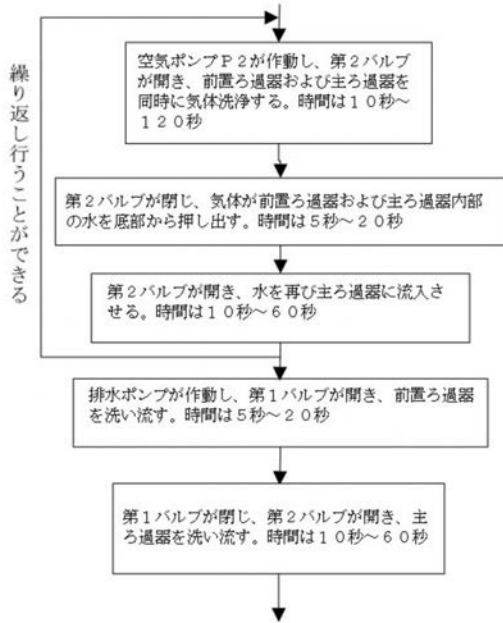 空気ポンプＰ２が作動し、第２バルブ
が開き、前置ろ過器および主ろ過器を
同時に気体洗浄する。時間は１０秒～
１２０秒
繰り返し行うことができる
第２バルブが閉じ、気体が前置ろ過器および主ろ過器内部
の水を底部から押し出す。時間は５秒～２０秒
第２バルブが開き、水を再び主ろ過器に流入さ
せる。時間は１０秒～６０秒
排水ポンプが作動し、第１バルブが開き、前置ろ過器
を洗い流す。時間は５秒～２０秒
第１バルブが閉じ、第２バルブが開き、主
ろ過器を洗い流す。時間は１０秒～６０秒